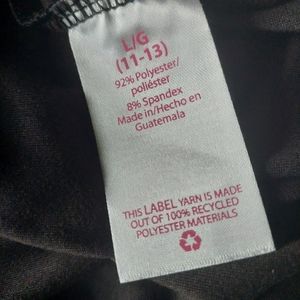 L/G
(11-13)
92% Polyester/
poliéster
8% Spandex
Made in/Hecho en
Guatemala
THIS LABEL YARN IS MADE
OUT OF 100% RECYCLED
POLYESTER MATERIALS